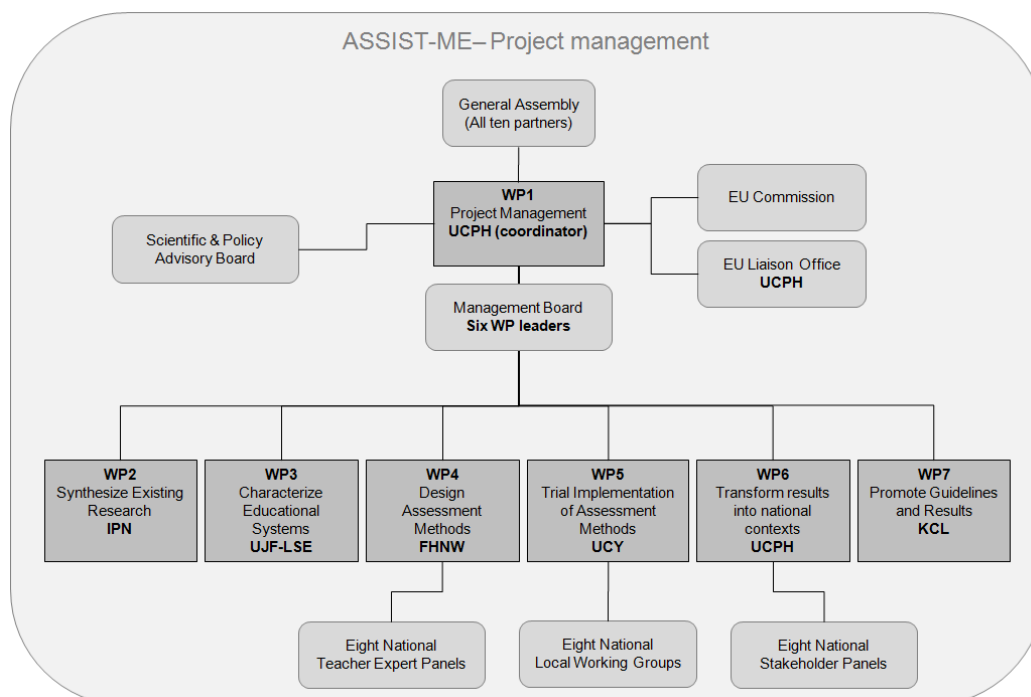 ASSIST-ME– Project management
General Assembly
(All ten partners)
WP1
Project Management
UCPH (coordinator)
EU Commission
Scientific & Policy
Advisory Board
EU Liaison Office
UCPH
Management Board
Six WP leaders
WP2
Synthesize Existing
Research
IPN
WP3
Characterize
Educational
Systems
UJF-LSE
WP4
Design
Assessment
Methods
FHNW
WP5
Trial Implementation
of Assessment
Methods
UCY
WP6
Transform results
into national
contexts
UCPH
WP7
Promote Guidelines
and Results
KCL
Eight National
Teacher Expert Panels
Eight National
Local Working Groups
Eight National
Stakeholder Panels